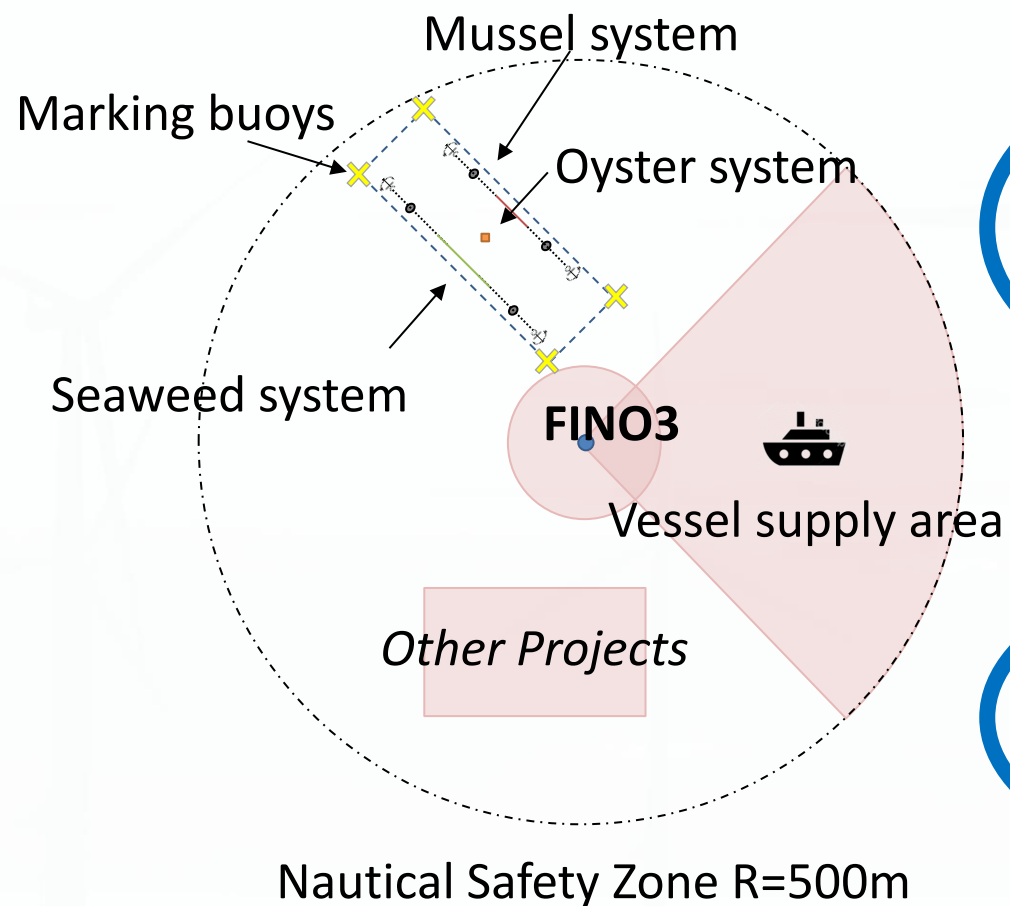 Mussel system
Marking buoys
Oyster system
Seaweed system
FINO3
Vessel supply area
Other Projects
Nautical Safety Zone R=500m